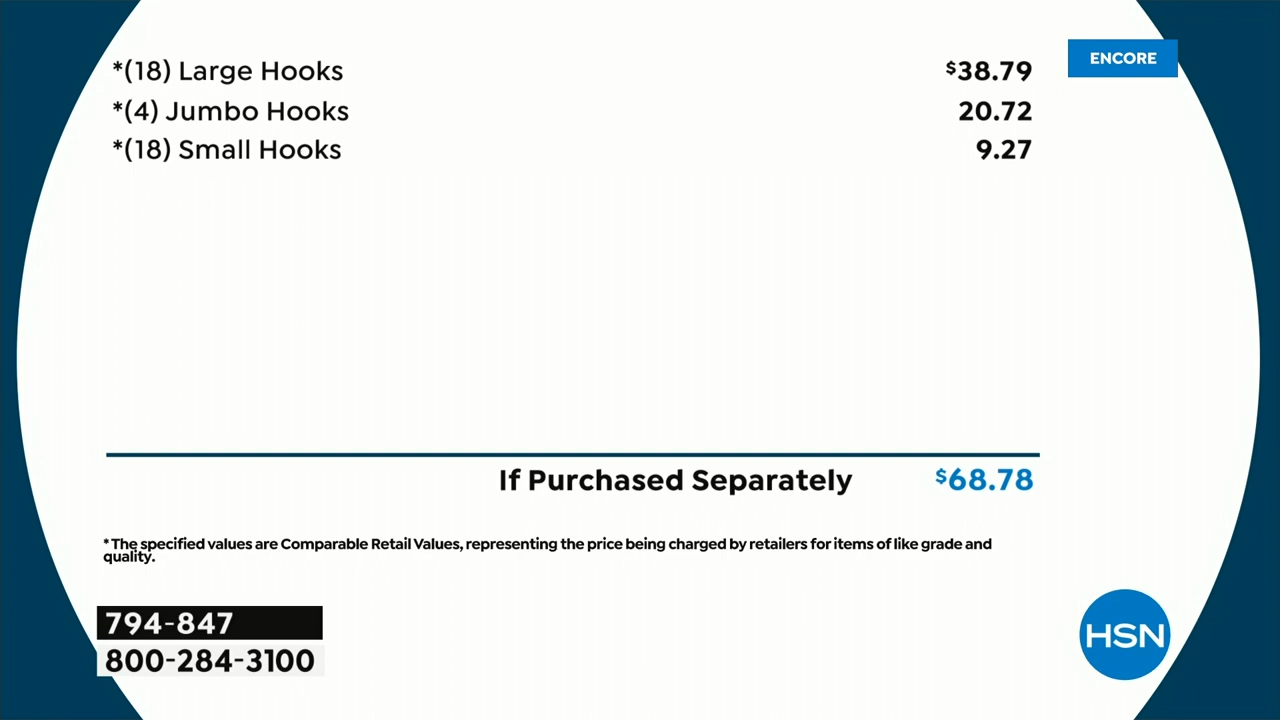 *(18) Large Hooks $38.79
ENCORE
*(4) Jumbo Hooks 20.72
*(18) Small Hooks 9.27
If Purchased Separately $68.78
* The specified values are Comparable Retail Values, representing the price being charged by retailers for items of like grade and
quality.
794-847
800-284-3100
HSN